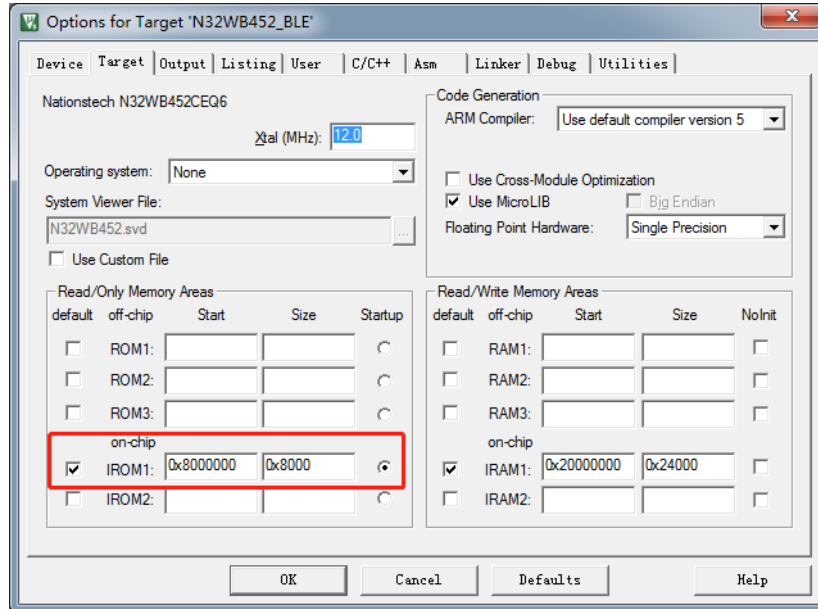 Options for Target 'N32WB452_BLE'
Device Target Output Listing User C/C++ Asm Linker Debug Utilities
Nationstech N32WB452CEQ6
Xtal (MHz): 12.0
Operating system: None
System Viewer File:
N32WB452.svd ...
Use Custom File
Code Generation
ARM Compiler: Use default compiler version 5
Use Cross-Module Optimization
Use MicroLIB Big Endian
Floating Point Hardware: Single Precision
Read/Only Memory Areas
default off-chip Start Size Startup
ROM1:
ROM2:
ROM3:
on-chip
IROM1: 0x8000000 0x8000
IROM2:
Read/Write Memory Areas
default off-chip Start Size NoInit
RAM1:
RAM2:
RAM3:
on-chip
IRAM1: 0x20000000 0x24000
IRAM2:
OK Cancel Defaults Help